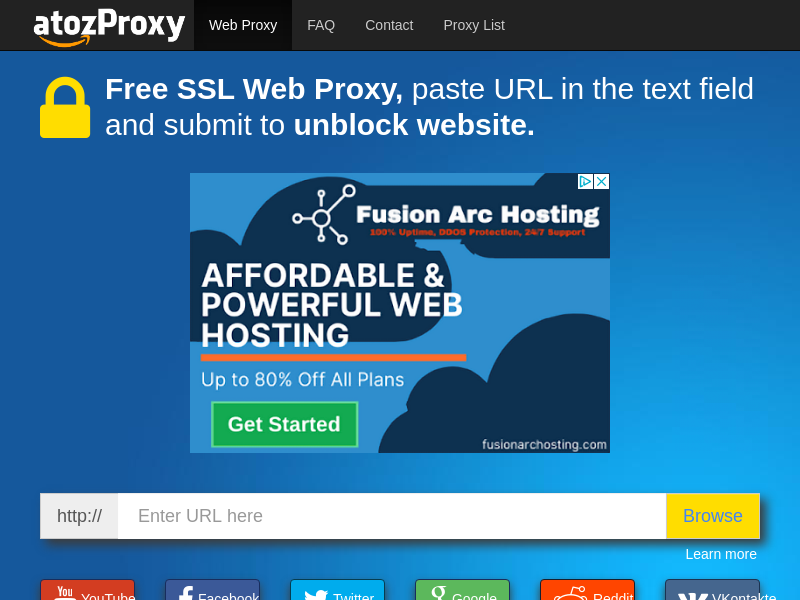 atozProxy
Web Proxy
FAQ
Contact
Proxy List
Free SSL Web Proxy, paste URL in the text field
and submit to unblock website.
Fusion Arc Hosting
100% Uptime, DDOS Protection, 24/7 Support
AFFORDABLE &
POWERFUL WEB
HOSTING
Up to 80% Off All Plans
Get Started
fusionarchosting.com
http://
Enter URL here
Browse
Learn more
You YouTube
Facebook
Twitter
Google
Reddit
VKontakte